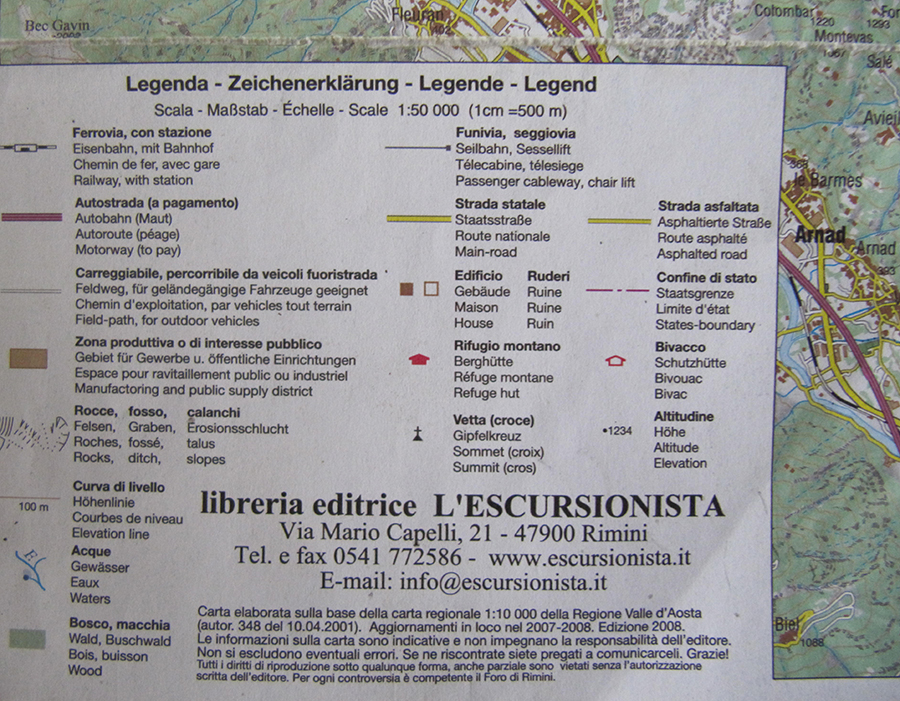 Bec Gavin
Fleuran
402
Colombar
1220
1293
Montevas
1067
Salé
Legenda - Zeichenerklärung - Legende - Legend
Scala - Maßstab - Échelle - Scale 1:50 000 (1cm =500 m)
Ferrovia, con stazione
Eisenbahn, mit Bahnhof
Chemin de fer, avec gare
Railway, with station
Funivia, seggiovia
Seilbahn, Sessellift
Télecabine, télesiege
Passenger cableway, chair lift
Autostrada (a pagamento)
Autobahn (Maut)
Autoroute (péage)
Motorway (to pay)
Strada statale
Staatsstraße
Route nationale
Main-road
Strada asfaltata
Asphaltierte Straße
Route asphalté
Asphalted road
Carreggiabile, percorribile da veicoli fuoristrada
Feldweg, für geländegängige Fahrzeuge geeignet
Chemin d'exploitation, par vehicles tout terrain
Field-path, for outdoor vehicles
Edificio Ruderi
Gebäude Ruine
Maison Ruine
House Ruin
Confine di stato
Staatsgrenze
Limite d'état
States-boundary
Zona produttiva o di interesse pubblico
Gebiet für Gewerbe u. öffentliche Einrichtungen
Espace pour ravitaillement public ou industriel
Manufactoring and public supply district
Rifugio montano
Berghütte
Réfuge montane
Refuge hut
Bivacco
Schutzhütte
Bivouac
Bivac
Rocce, fosso, calanchi
Felsen, Graben, Erosionsschlucht
Roches, fossé, talus
Rocks, ditch, slopes
Vetta (croce)
Gipfelkreuz
Sommet (croix)
Summit (cros)
•1234
Altitudine
Höhe
Altitude
Elevation
100 m
Curva di livello
Höhenlinie
Courbes de niveau
Elevation line
Acque
Gewässer
Eaux
Waters
Bosco, macchia
Wald, Buschwald
Bois, buisson
Wood
libreria editrice L'ESCURSIONISTA
Via Mario Capelli, 21 - 47900 Rimini
Tel. e fax 0541 772586 - www.escursionista.it
E-mail: info@escursionista.it
Carta elaborata sulla base della carta regionale 1:10 000 della Regione Valle d'Aosta
(autor. 348 del 10.04.2001). Aggiornamenti in loco nel 2007-2008. Edizione 2008.
Le informazioni sulla carta sono indicative e non impegnano la responsabilità dell'editore.
Non si escludono eventuali errori. Se ne riscontrate siete pregati a comunicarceli. Grazie!
Tutti i diritti di riproduzione sotto qualunque forma, anche parziale sono vietati senza l'autorizzazione
scritta dell'editore. Per ogni controversia è competente il Foro di Rimini.
368
le Barmes
Arnad
Arnad
Biel
1088